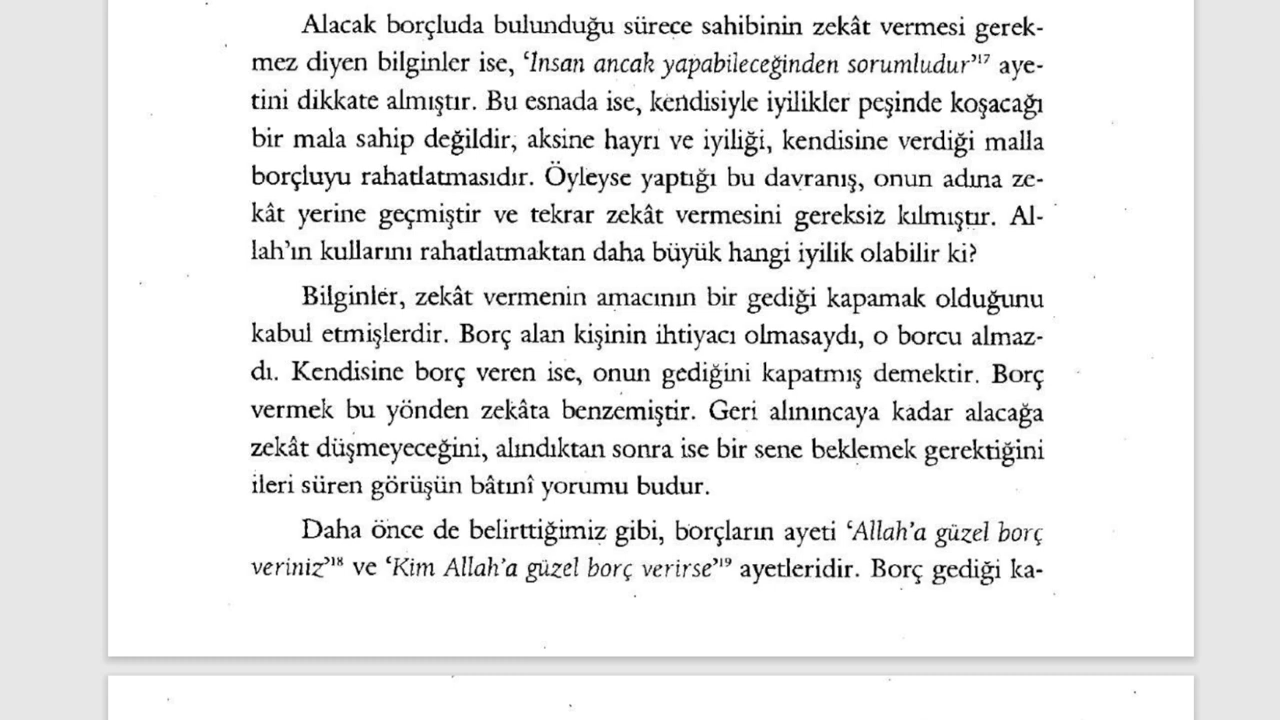 Alacak borçluda bulunduğu sürece sahibinin zekât vermesi gerek-
mez diyen bilginler ise, ‘İnsan ancak yapabileceğinden sorumludur’¹⁷ aye-
tini dikkate almıştır. Bu esnada ise, kendisiyle iyilikler peşinde koşacağı
bir mala sahip değildir, aksine hayrı ve iyiliği, kendisine verdiği malla
borçluyu rahatlatmasıdır. Öyleyse yaptığı bu davranış, onun adına ze-
kât yerine geçmiştir ve tekrar zekât vermesini gereksiz kılmıştır. Al-
lah’ın kullarını rahatlatmaktan daha büyük hangi iyilik olabilir ki?
Bilginler, zekât vermenin amacının bir gediği kapamak olduğunu
kabul etmişlerdir. Borç alan kişinin ihtiyacı olmasaydı, o borcu almaz-
dı. Kendisine borç veren ise, onun gediğini kapatmış demektir. Borç
vermek bu yönden zekâta benzemiştir. Geri alınıncaya kadar alacağa
zekât düşmeyeceğini, alındıktan sonra ise bir sene beklemek gerektiğini
ileri süren görüşün bâtınî yorumu budur.
Daha önce de belirttiğimiz gibi, borçların ayeti ‘Allah’a güzel borç
veriniz’¹⁸ ve ‘Kim Allah’a güzel borç verirse’¹⁹ ayetleridir. Borç gediği ka-